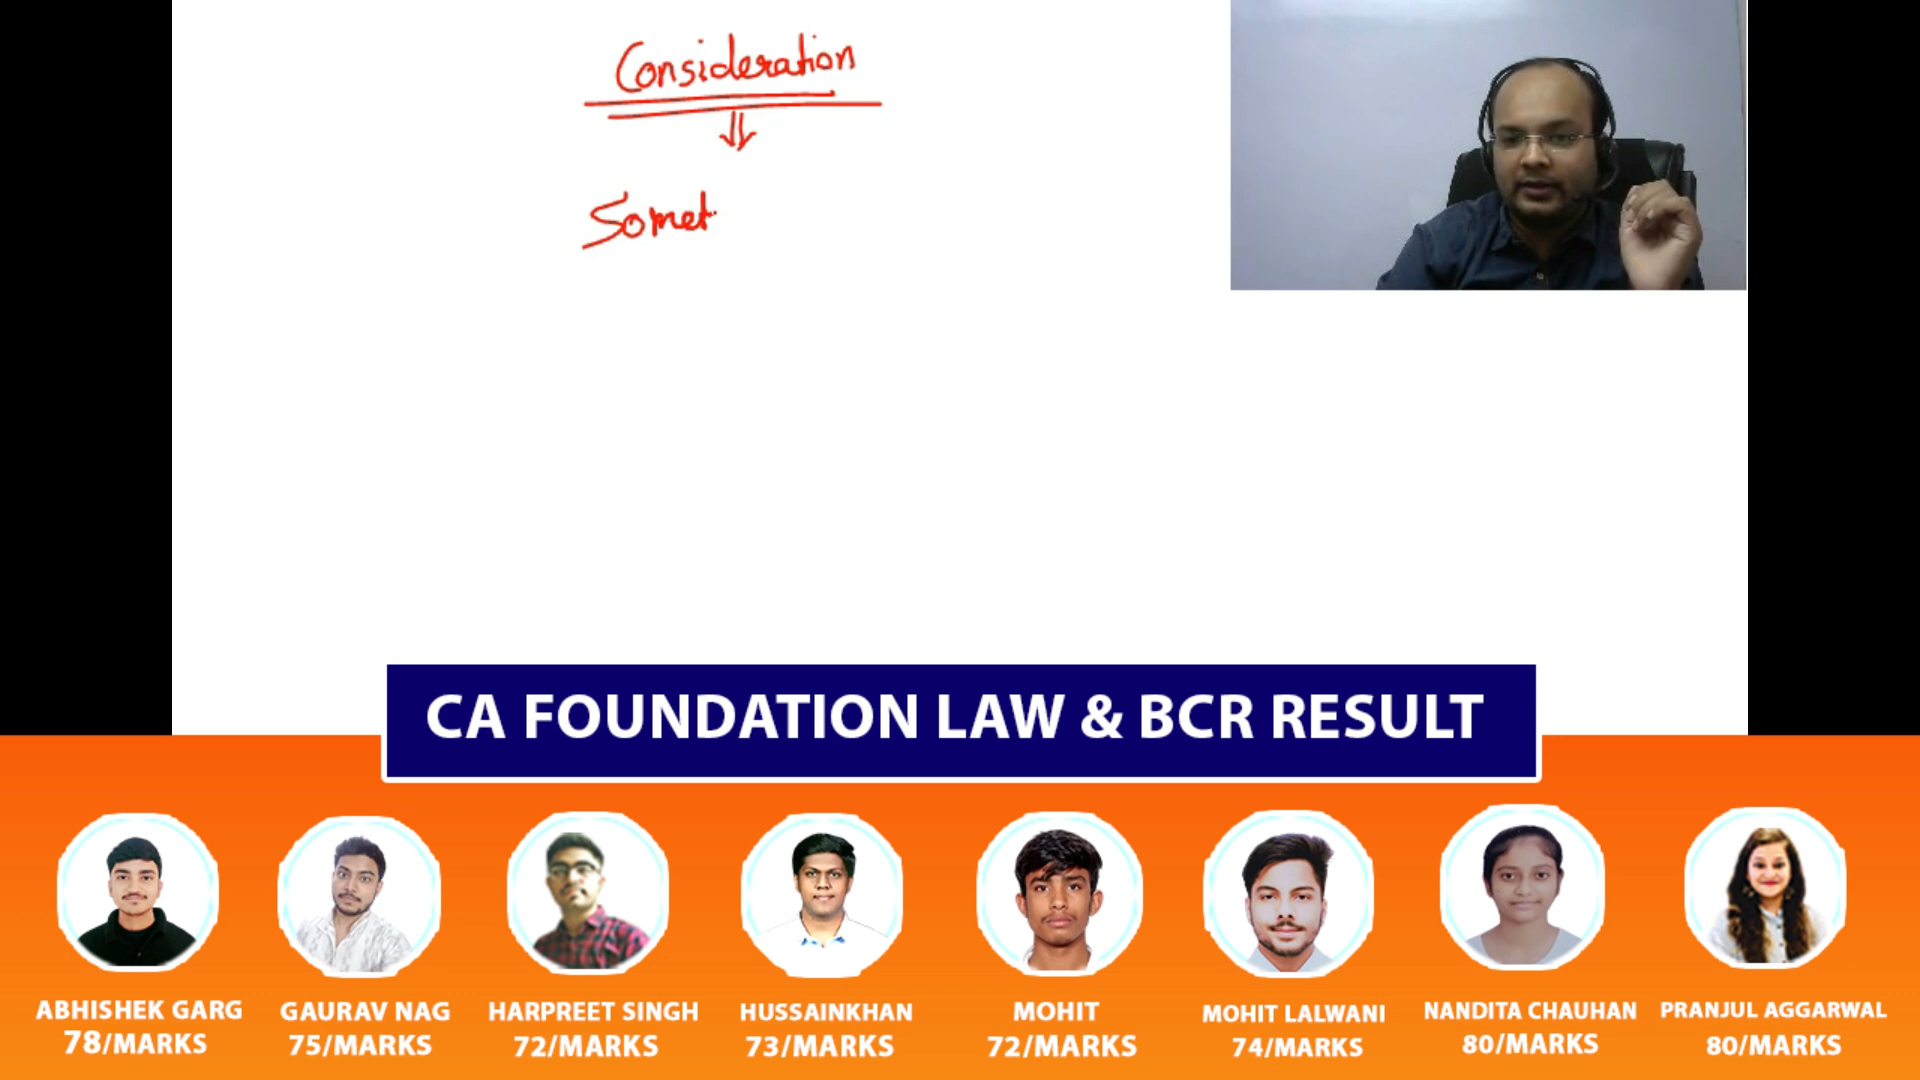 Consideration
Somet
CA FOUNDATION LAW & BCR RESULT
ABHISHEK GARG
78/MARKS
GAURAV NAG
75/MARKS
HARPREET SINGH
72/MARKS
HUSSAINKHAN
73/MARKS
MOHIT
72/MARKS
MOHIT LALWANI
74/MARKS
NANDITA CHAUHAN
80/MARKS
PRANJUL AGGARWAL
80/MARKS